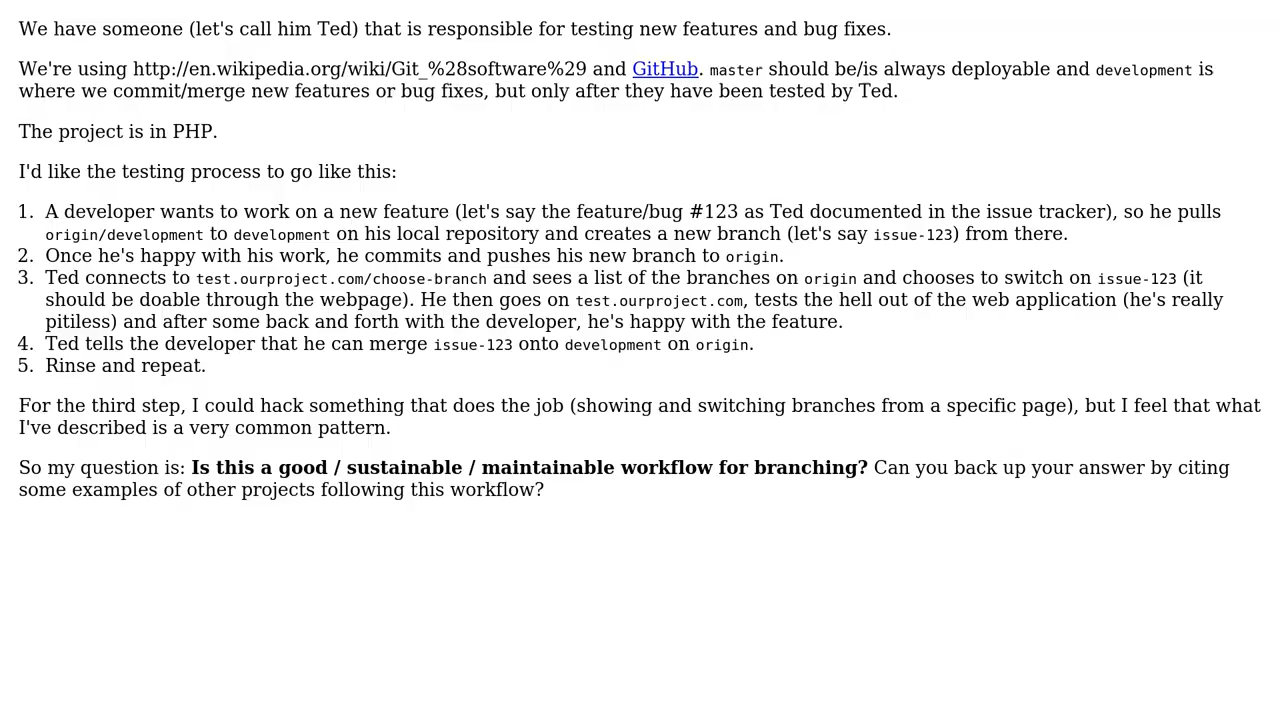 We have someone (let's call him Ted) that is responsible for testing new features and bug fixes.
We're using http://en.wikipedia.org/wiki/Git_%28software%29 and GitHub. master should be/is always deployable and development is
where we commit/merge new features or bug fixes, but only after they have been tested by Ted.
The project is in PHP.
I'd like the testing process to go like this:
1. A developer wants to work on a new feature (let's say the feature/bug #123 as Ted documented in the issue tracker), so he pulls
origin/development to development on his local repository and creates a new branch (let's say issue-123) from there.
2. Once he's happy with his work, he commits and pushes his new branch to origin.
3. Ted connects to test.ourproject.com/choose-branch and sees a list of the branches on origin and chooses to switch on issue-123 (it
should be doable through the webpage). He then goes on test.ourproject.com, tests the hell out of the web application (he's really
pitiless) and after some back and forth with the developer, he's happy with the feature.
4. Ted tells the developer that he can merge issue-123 onto development on origin.
5. Rinse and repeat.
For the third step, I could hack something that does the job (showing and switching branches from a specific page), but I feel that what
I've described is a very common pattern.
So my question is: Is this a good / sustainable / maintainable workflow for branching? Can you back up your answer by citing
some examples of other projects following this workflow?